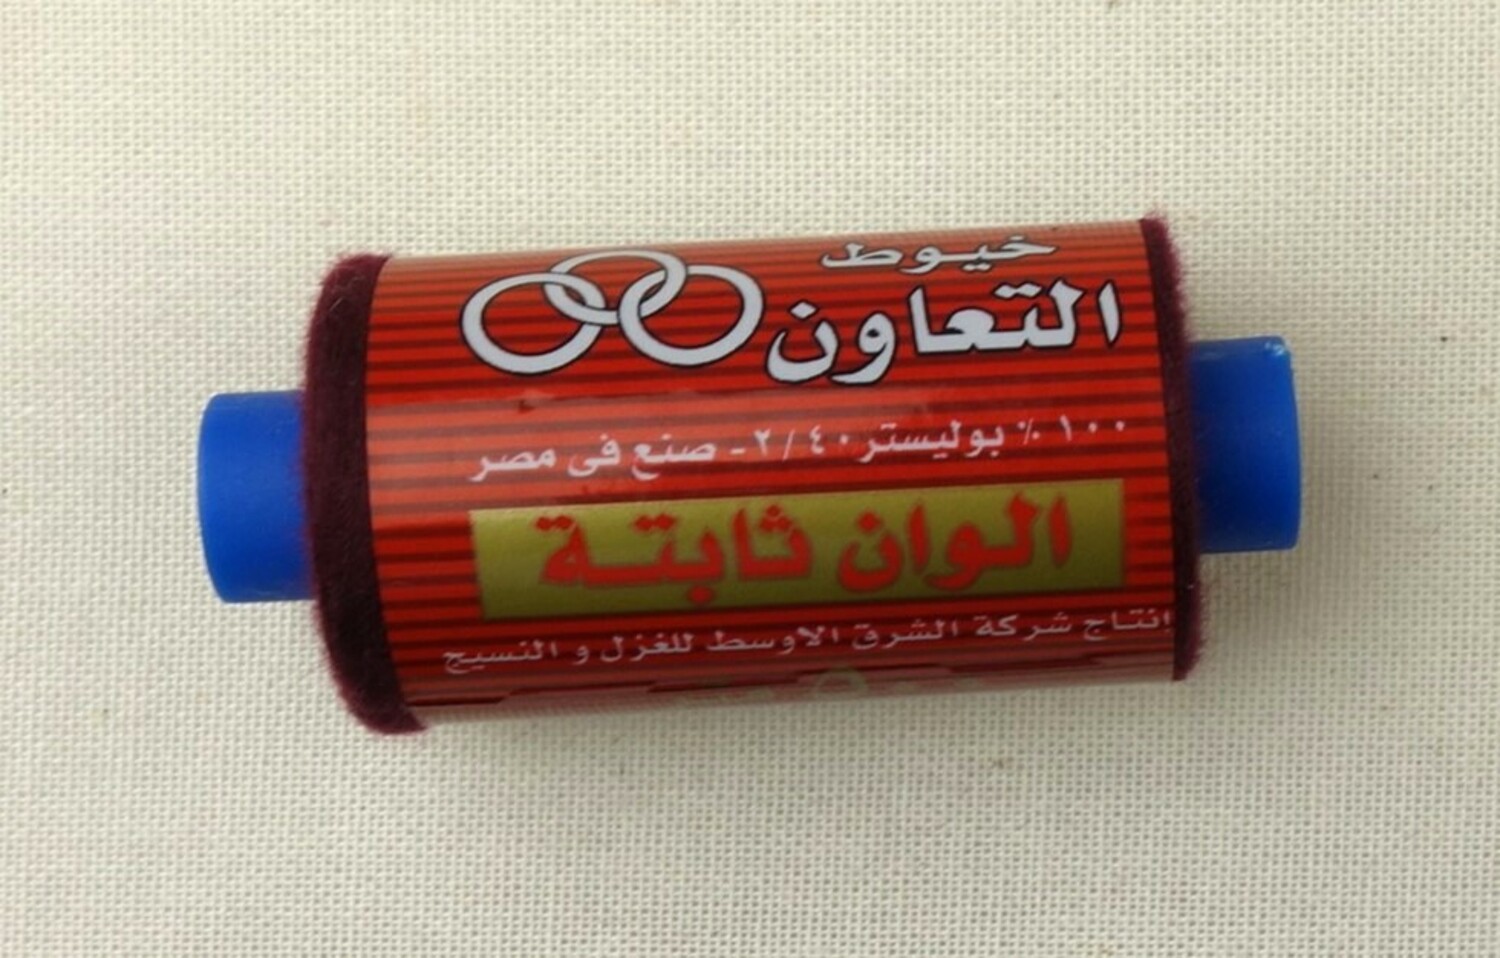 خيوط
التعاون
١٠٠ ٪ بوليستر ٤٠ / ٢ - صنع فى مصر
الوان ثابتة
إنتاج شركة الشرق الاوسط للغزل و النسيج